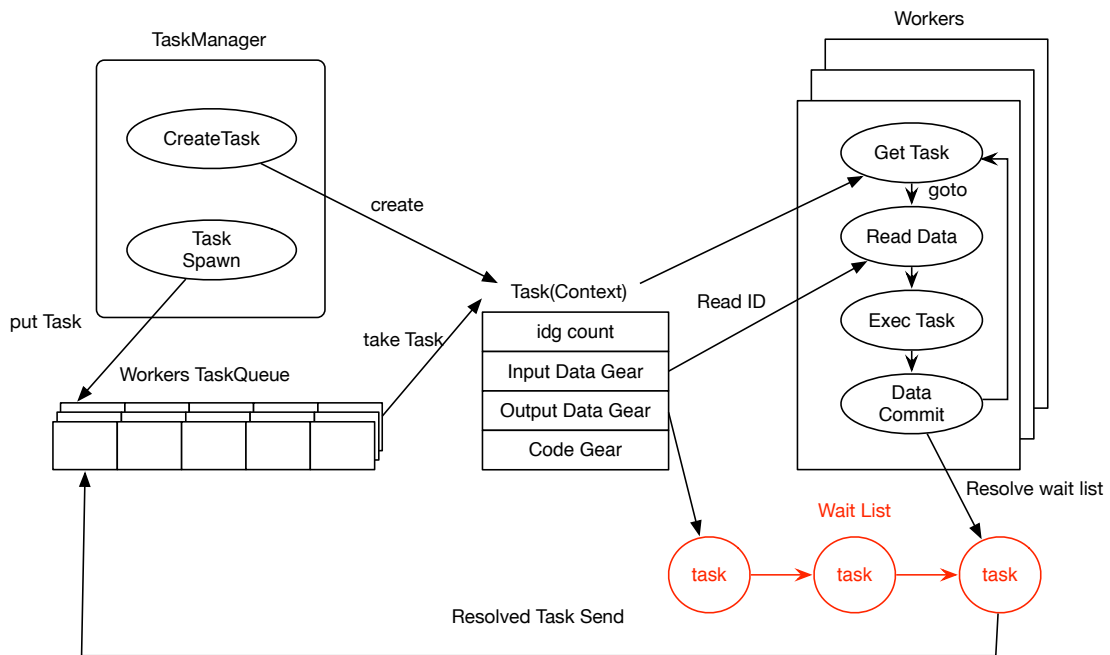 TaskManager
Workers
CreateTask
Get Task
goto
create
Task
Spawn
Read Data
Task(Context)
Read ID
put Task
take Task
idg count
Exec Task
Workers TaskQueue
Input Data Gear
Output Data Gear
Data
Commit
Code Gear
Resolve wait list
Wait List
task
task
task
Resolved Task Send